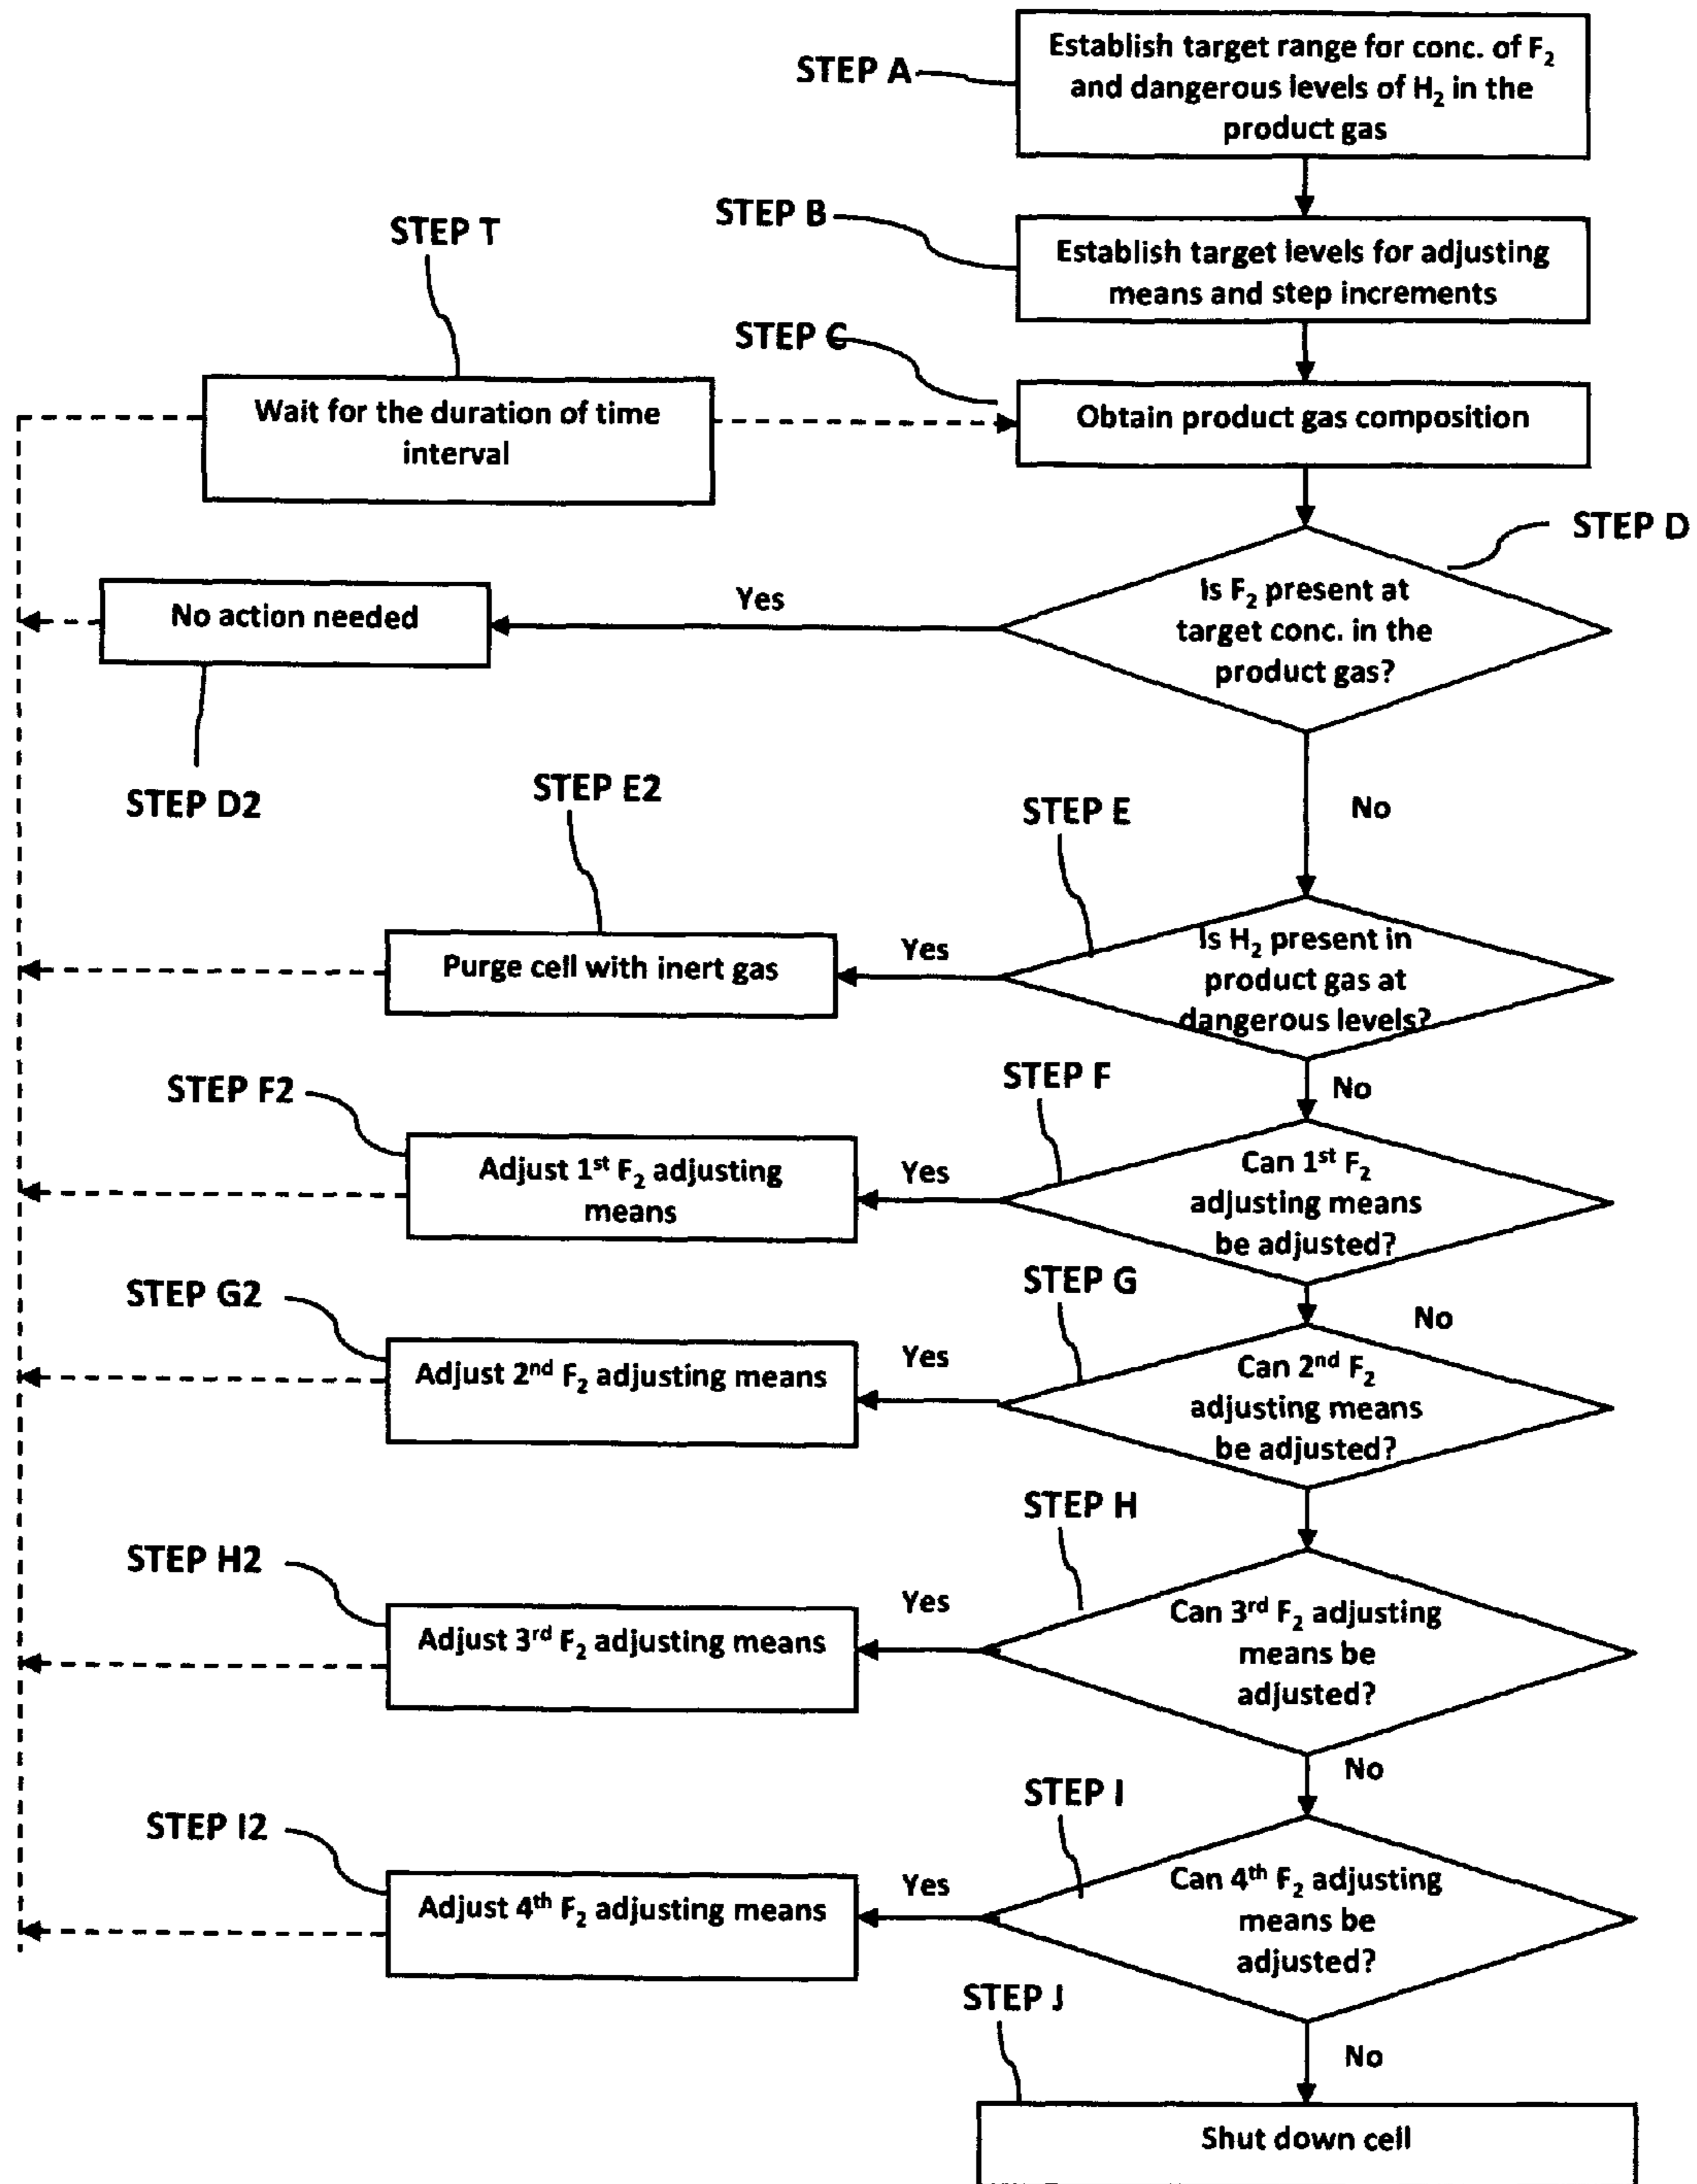 STEP A
Establish target range for conc. of F₂
and dangerous levels of H₂ in the
product gas
STEP B
Establish target levels for adjusting
means and step increments
STEP T
Wait for the duration of time
interval
STEP C
Obtain product gas composition
STEP D
Is F₂ present at
target conc. in the
product gas?
Yes
No action needed
STEP D2
No
STEP E
Is H₂ present in
product gas at
dangerous levels?
Yes
STEP E2
Purge cell with inert gas
No
STEP F
Can 1ˢᵗ F₂
adjusting means
be adjusted?
Yes
STEP F2
Adjust 1ˢᵗ F₂ adjusting
means
No
STEP G
Can 2ⁿᵈ F₂
adjusting means
be adjusted?
Yes
STEP G2
Adjust 2ⁿᵈ F₂ adjusting means
STEP H
Can 3ʳᵈ F₂ adjusting
means be
adjusted?
Yes
STEP H2
Adjust 3ʳᵈ F₂ adjusting means
No
STEP I
Can 4ᵗʰ F₂ adjusting
means be
adjusted?
Yes
STEP I2
Adjust 4ᵗʰ F₂ adjusting means
No
STEP J
Shut down cell